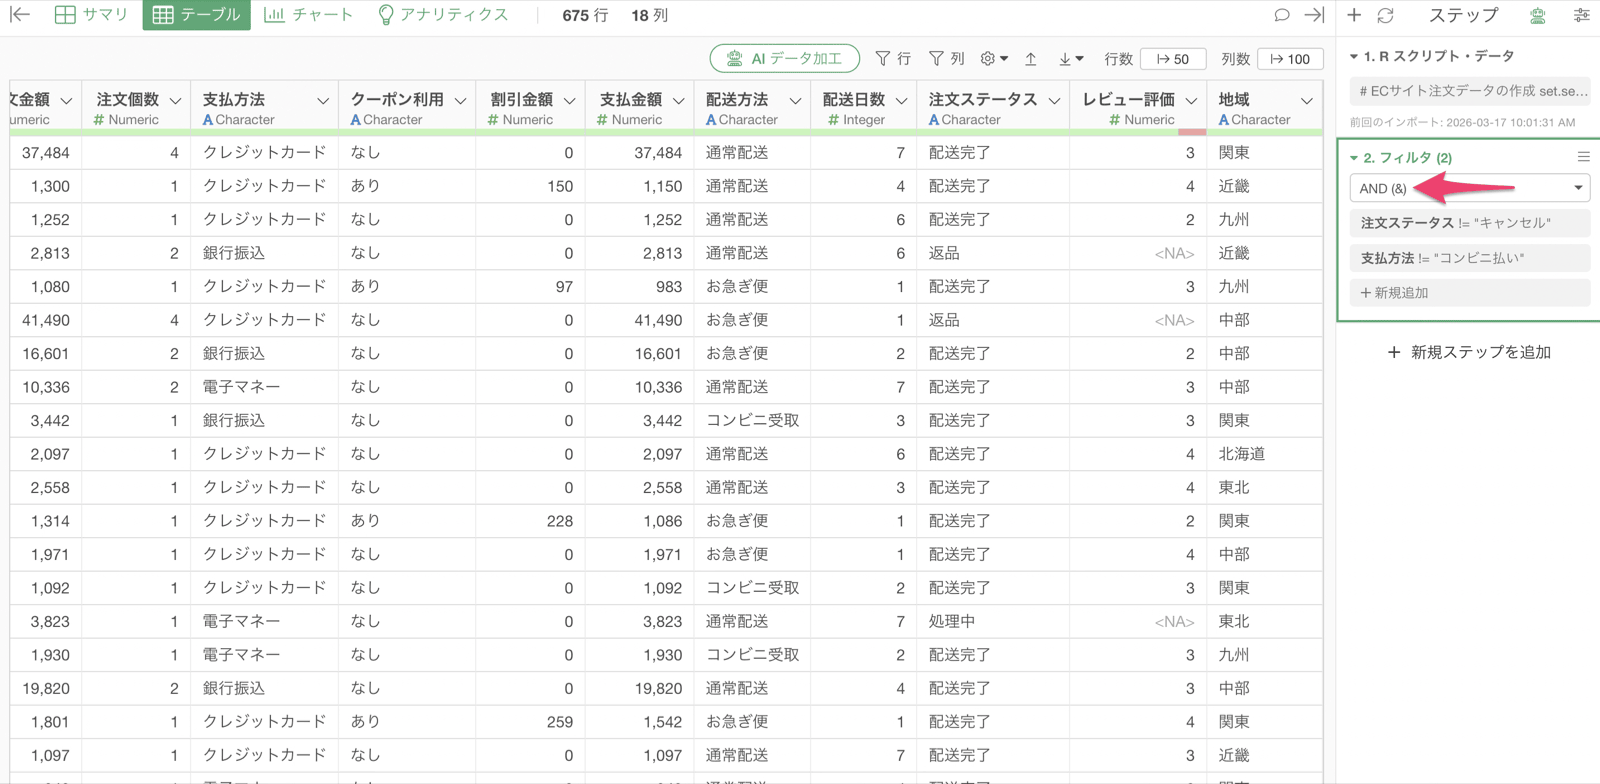 サマリ テーブル チャート アナリティクス 675 行 18 列
ステップ
AI データ加工 行 列 行数 50 列数 100
文金額 注文個数 支払方法 クーポン利用 割引金額 支払金額 配送方法 配送日数 注文ステータス レビュー評価 地域
umeric # Numeric A Character A Character # Numeric # Numeric A Character # Integer A Character # Numeric A Character
37,484 4 クレジットカード なし 0 37,484 通常配送 7 配送完了 3 関東
1,300 1 クレジットカード あり 150 1,150 通常配送 4 配送完了 4 近畿
1,252 1 クレジットカード なし 0 1,252 通常配送 6 配送完了 2 九州
2,813 2 銀行振込 なし 0 2,813 通常配送 6 返品 <NA> 近畿
1,080 1 クレジットカード あり 97 983 お急ぎ便 1 配送完了 3 九州
41,490 4 クレジットカード なし 0 41,490 お急ぎ便 1 返品 <NA> 中部
16,601 2 銀行振込 なし 0 16,601 お急ぎ便 2 配送完了 2 中部
10,336 2 電子マネー なし 0 10,336 通常配送 7 配送完了 3 中部
3,442 1 銀行振込 なし 0 3,442 コンビニ受取 3 配送完了 3 関東
2,097 1 クレジットカード なし 0 2,097 通常配送 6 配送完了 4 北海道
2,558 1 クレジットカード なし 0 2,558 通常配送 3 配送完了 4 東北
1,314 1 クレジットカード あり 228 1,086 お急ぎ便 1 配送完了 2 関東
1,971 1 クレジットカード なし 0 1,971 お急ぎ便 1 配送完了 4 中部
1,092 1 クレジットカード なし 0 1,092 コンビニ受取 2 配送完了 3 関東
3,823 1 電子マネー なし 0 3,823 通常配送 7 処理中 <NA> 東北
1,930 1 電子マネー なし 0 1,930 コンビニ受取 2 配送完了 3 九州
19,820 2 銀行振込 なし 0 19,820 通常配送 4 配送完了 3 中部
1,801 1 クレジットカード あり 259 1,542 お急ぎ便 1 配送完了 4 関東
1,097 1 クレジットカード なし 0 1,097 通常配送 7 配送完了 3 近畿
1. R スクリプト・データ
# ECサイト注文データの作成 set.se...
前回のインポート: 2026-03-17 10:01:31 AM
2. フィルタ (2)
AND (&)
注文ステータス != "キャンセル"
支払方法 != "コンビニ払い"
+ 新規追加
+ 新規ステップを追加